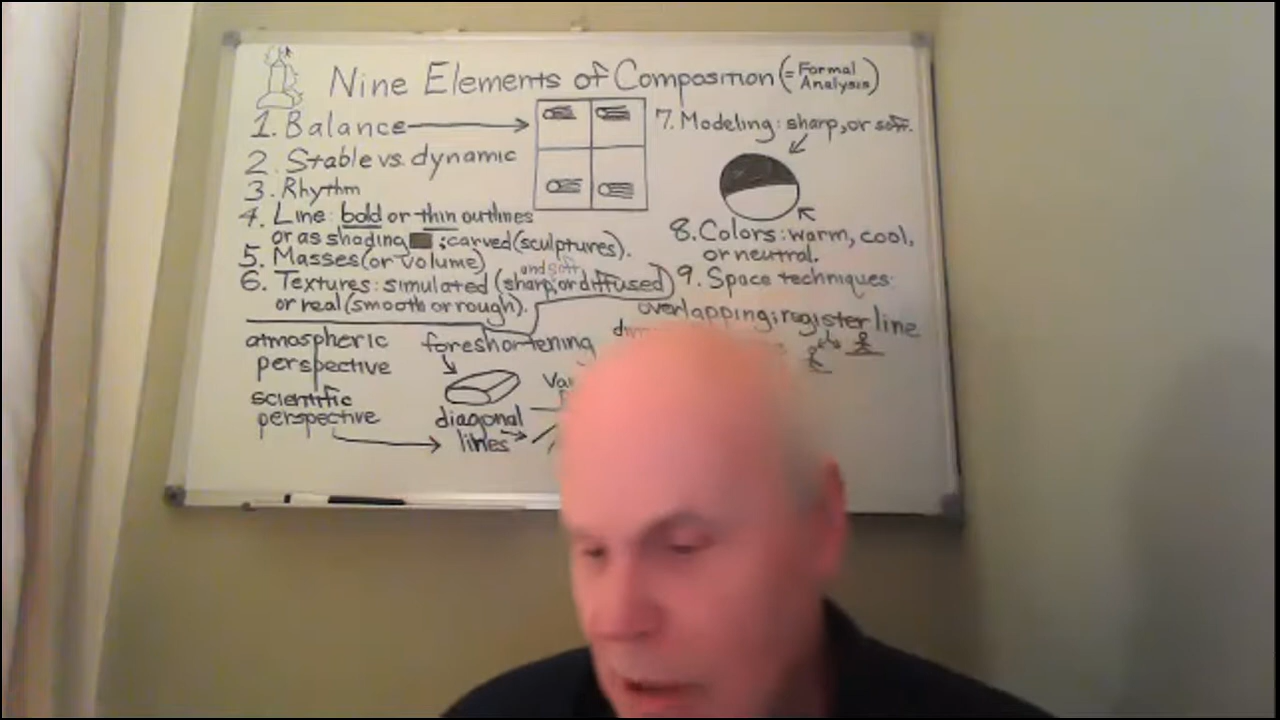 Nine Elements of Composition (= Formal Analysis)
1. Balance
2. Stable vs. dynamic
3. Rhythm
4. Line: bold or thin outlines
or as shading ; carved (sculptures).
5. Masses (or volume)
6. Textures: simulated (sharp, or diffused)
and soft
or real (smooth or rough).
7. Modeling: sharp, or soft.
8. Colors: warm, cool,
or neutral.
9. Space techniques:
overlapping; register line
atmospheric
perspective
scientific
perspective
foreshortening
diagonal
lines